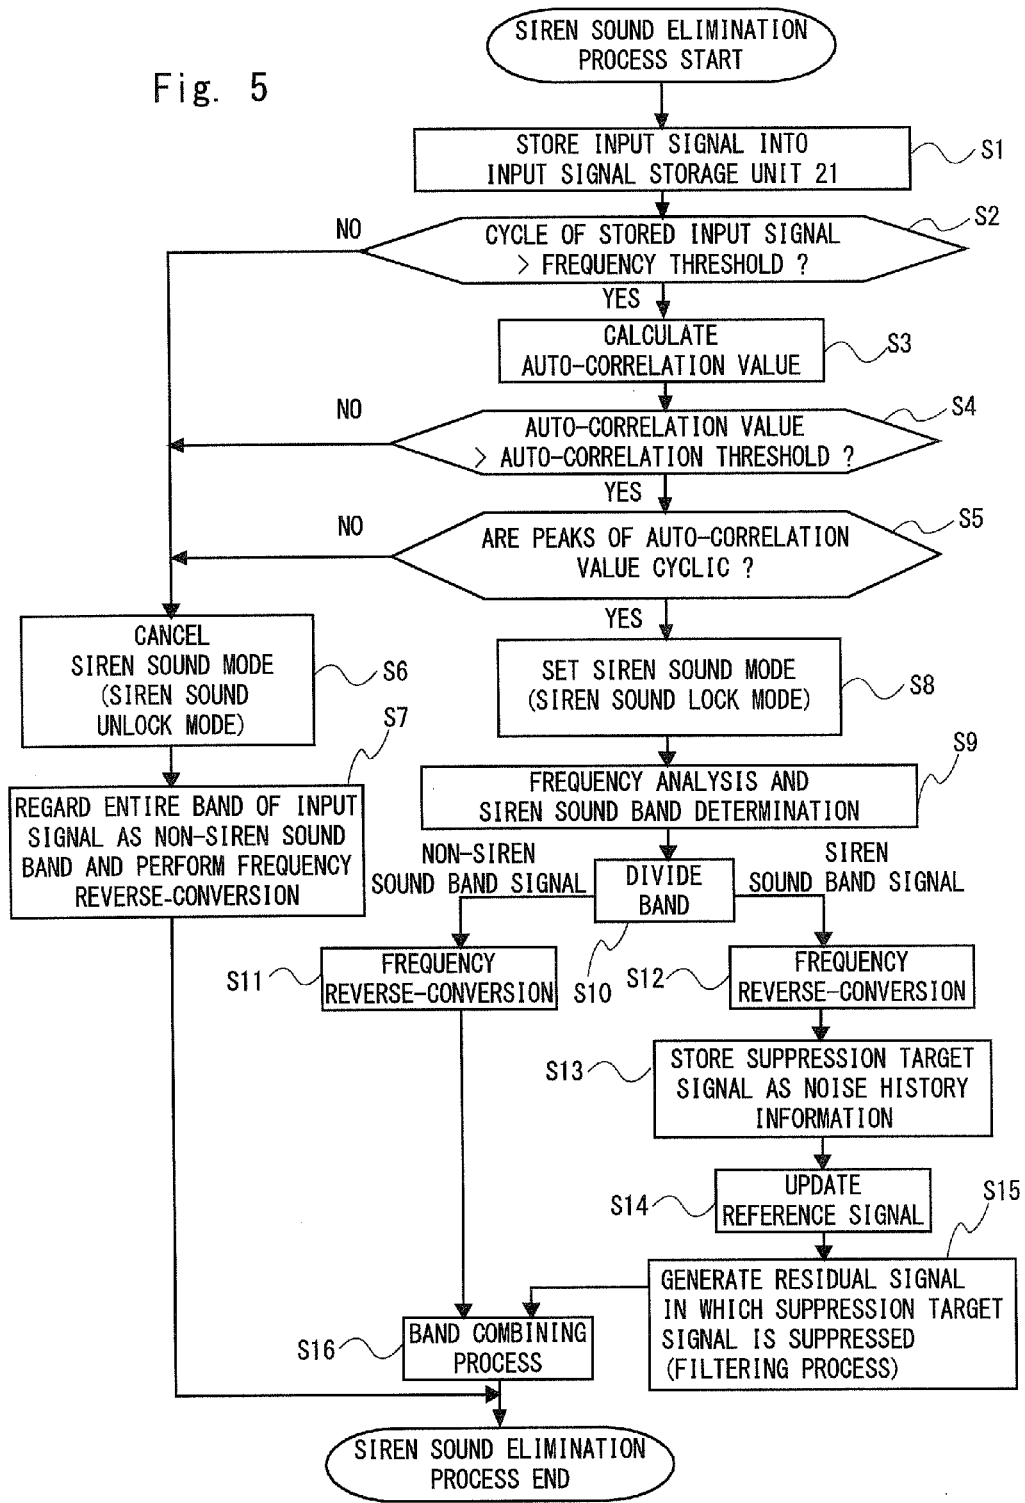 SIREN SOUND ELIMINATION
PROCESS START
Fig. 5
STORE INPUT SIGNAL INTO
INPUT SIGNAL STORAGE UNIT 21
S1
CYCLE OF STORED INPUT SIGNAL
> FREQUENCY THRESHOLD ?
S2
NO
YES
CALCULATE
AUTO-CORRELATION VALUE
S3
AUTO-CORRELATION VALUE
> AUTO-CORRELATION THRESHOLD ?
S4
NO
YES
ARE PEAKS OF AUTO-CORRELATION
VALUE CYCLIC ?
S5
NO
YES
CANCEL
SIREN SOUND MODE
(SIREN SOUND
UNLOCK MODE)
S6
SET SIREN SOUND MODE
(SIREN SOUND LOCK MODE)
S8
S7
REGARD ENTIRE BAND OF INPUT
SIGNAL AS NON-SIREN SOUND
BAND AND PERFORM FREQUENCY
REVERSE-CONVERSION
FREQUENCY ANALYSIS AND
SIREN SOUND BAND DETERMINATION
S9
NON-SIREN
SOUND BAND SIGNAL
DIVIDE
BAND
S10
SIREN
SOUND BAND SIGNAL
S11
FREQUENCY
REVERSE-CONVERSION
S12
FREQUENCY
REVERSE-CONVERSION
S13
STORE SUPPRESSION TARGET
SIGNAL AS NOISE HISTORY
INFORMATION
S14
UPDATE
REFERENCE SIGNAL
S15
GENERATE RESIDUAL SIGNAL
IN WHICH SUPPRESSION TARGET
SIGNAL IS SUPPRESSED
(FILTERING PROCESS)
S16
BAND COMBINING
PROCESS
SIREN SOUND ELIMINATION
PROCESS END